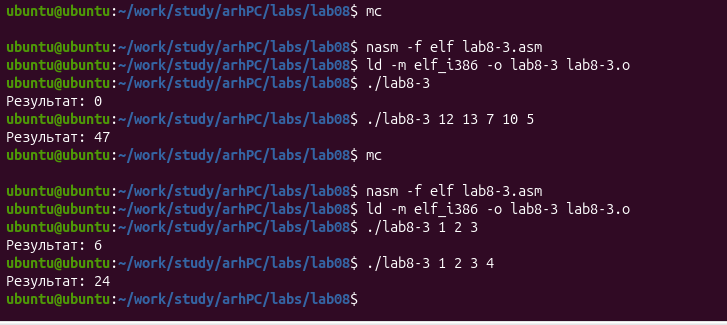 ubuntu@ubuntu:~/work/study/arhPC/labs/lab08$ mc
ubuntu@ubuntu:~/work/study/arhPC/labs/lab08$ nasm -f elf lab8-3.asm
ubuntu@ubuntu:~/work/study/arhPC/labs/lab08$ ld -m elf_i386 -o lab8-3 lab8-3.o
ubuntu@ubuntu:~/work/study/arhPC/labs/lab08$ ./lab8-3
Результат: 0
ubuntu@ubuntu:~/work/study/arhPC/labs/lab08$ ./lab8-3 12 13 7 10 5
Результат: 47
ubuntu@ubuntu:~/work/study/arhPC/labs/lab08$ mc
ubuntu@ubuntu:~/work/study/arhPC/labs/lab08$ nasm -f elf lab8-3.asm
ubuntu@ubuntu:~/work/study/arhPC/labs/lab08$ ld -m elf_i386 -o lab8-3 lab8-3.o
ubuntu@ubuntu:~/work/study/arhPC/labs/lab08$ ./lab8-3 1 2 3
Результат: 6
ubuntu@ubuntu:~/work/study/arhPC/labs/lab08$ ./lab8-3 1 2 3 4
Результат: 24
ubuntu@ubuntu:~/work/study/arhPC/labs/lab08$